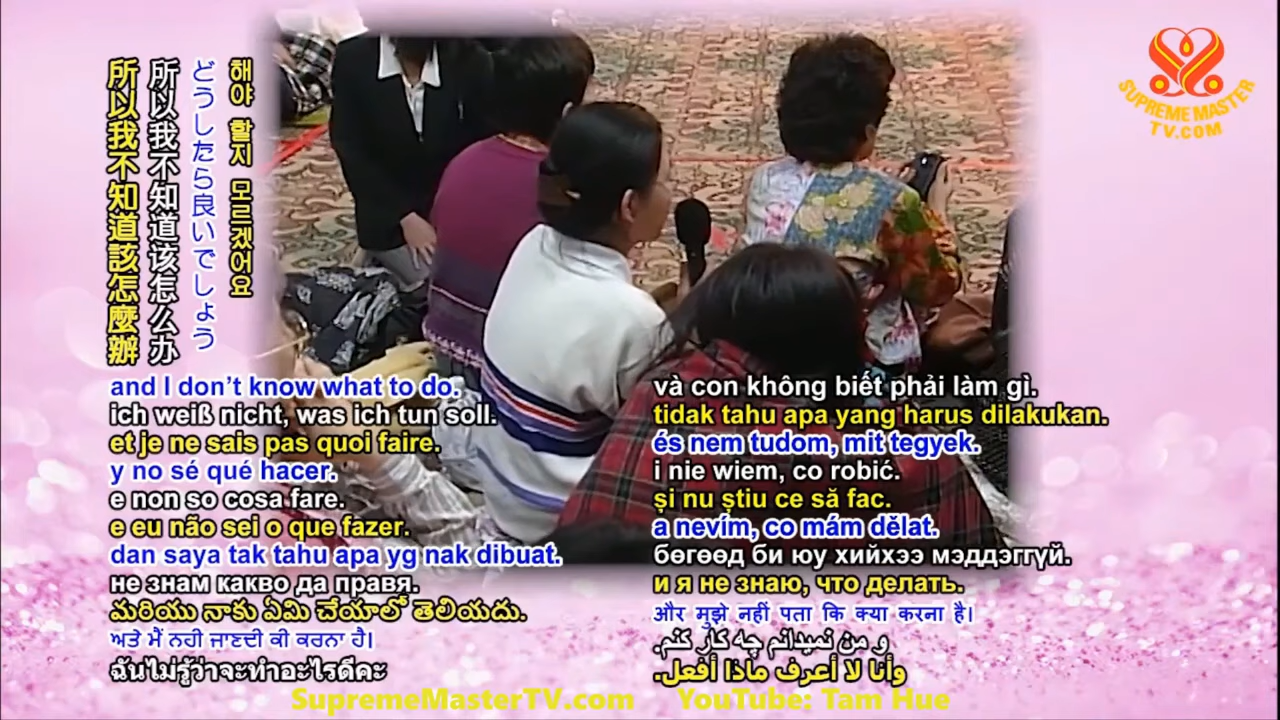 所以我不知道該怎麼辦
所以我不知道该怎么办
どうしたら良いでしょう
해야 할지 모르겠어요
SUPREME MASTER
TV.COM
and I don’t know what to do.
ich weiß nicht, was ich tun soll.
et je ne sais pas quoi faire.
y no sé qué hacer.
e non so cosa fare.
e eu não sei o que fazer.
dan saya tak tahu apa yg nak dibuat.
не знам какво да правя.
మరియు నాకు ఏమి చేయాలో తెలియదు.
ਅਤੇ ਮੈਂ ਨਹੀ ਜਾਣਦੀ ਕੀ ਕਰਨਾ ਹੈ।
ฉันไม่รู้ว่าจะทำอะไรดีคะ
và con không biết phải làm gì.
tidak tahu apa yang harus dilakukan.
és nem tudom, mit tegyek.
i nie wiem, co robić.
și nu știu ce să fac.
a nevím, co mám dělat.
бөгөөд би юу хийхээ мэддэггүй.
и я не знаю, что делать.
और मुझे नहीं पता कि क्या करना है।
و من نمیدانم چه کار کنم.
وأنا لا أعرف ماذا أفعل.
SupremeMasterTV.com YouTube: Tam Hue